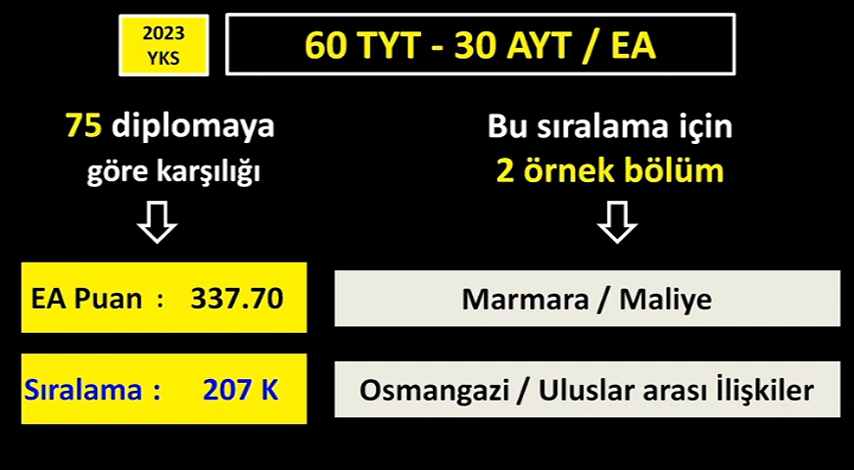 2023
YKS
60 TYT - 30 AYT / EA
75 diplomaya
göre karşılığı
Bu sıralama için
2 örnek bölüm
EA Puan : 337.70
Marmara / Maliye
Sıralama : 207 K
Osmangazi / Uluslar arası İlişkiler